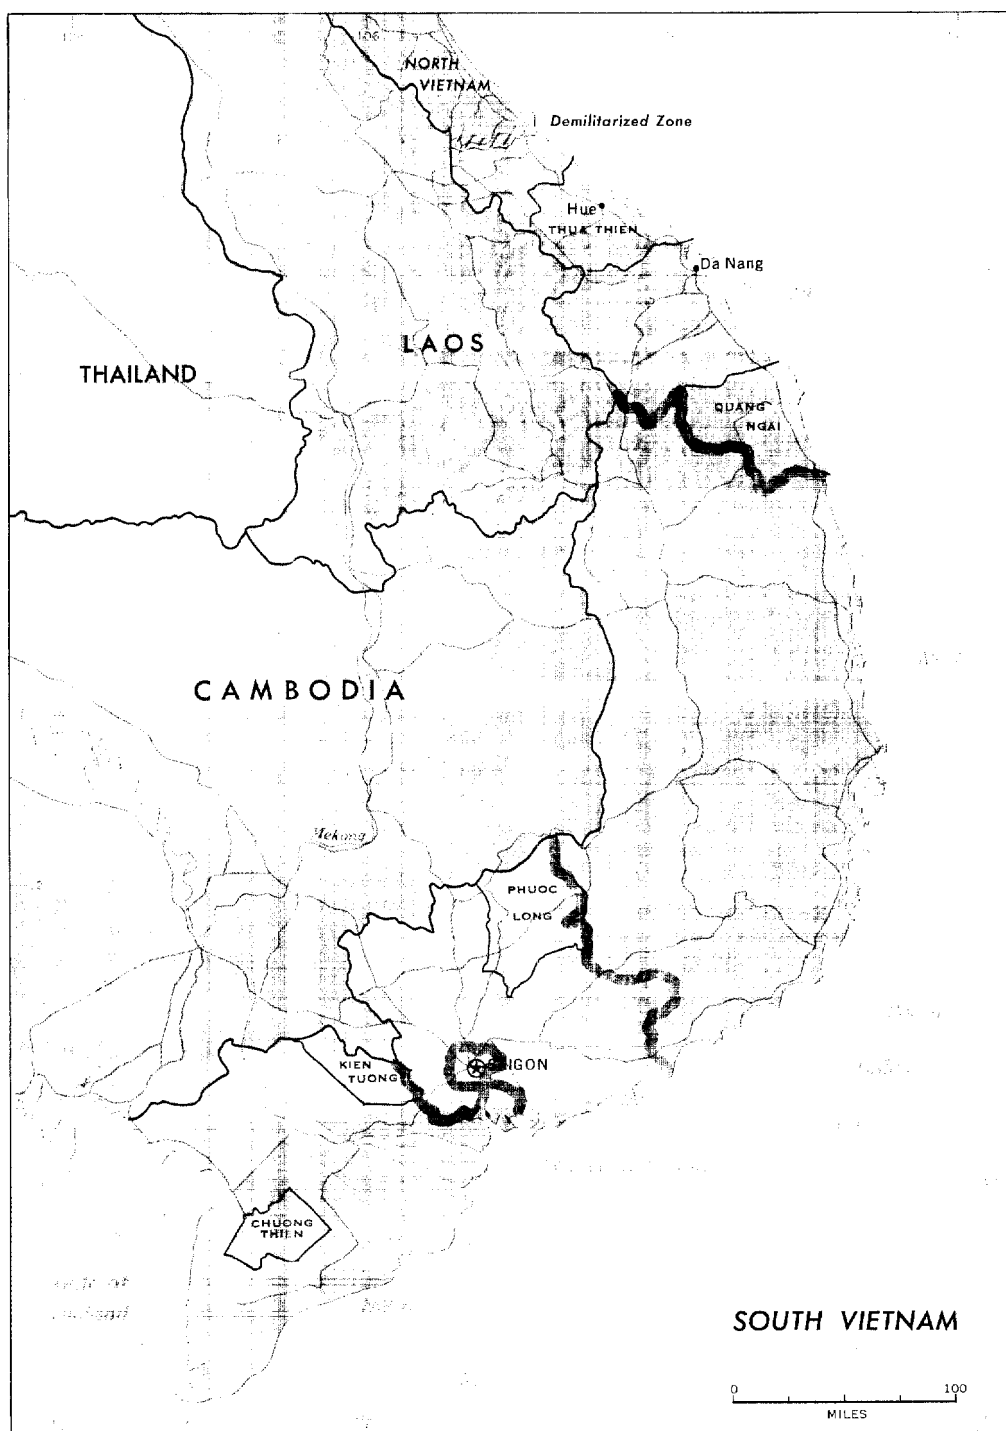 106
NORTH
VIETNAM
Demilitarized Zone
Hue
THUA THIEN
Da Nang
LAOS
THAILAND
QUANG
NGAI
CAMBODIA
Mekong
PHUOC
LONG
KIEN
TUONG
CHUONG
THIEN
SOUTH VIETNAM
0 100
MILES